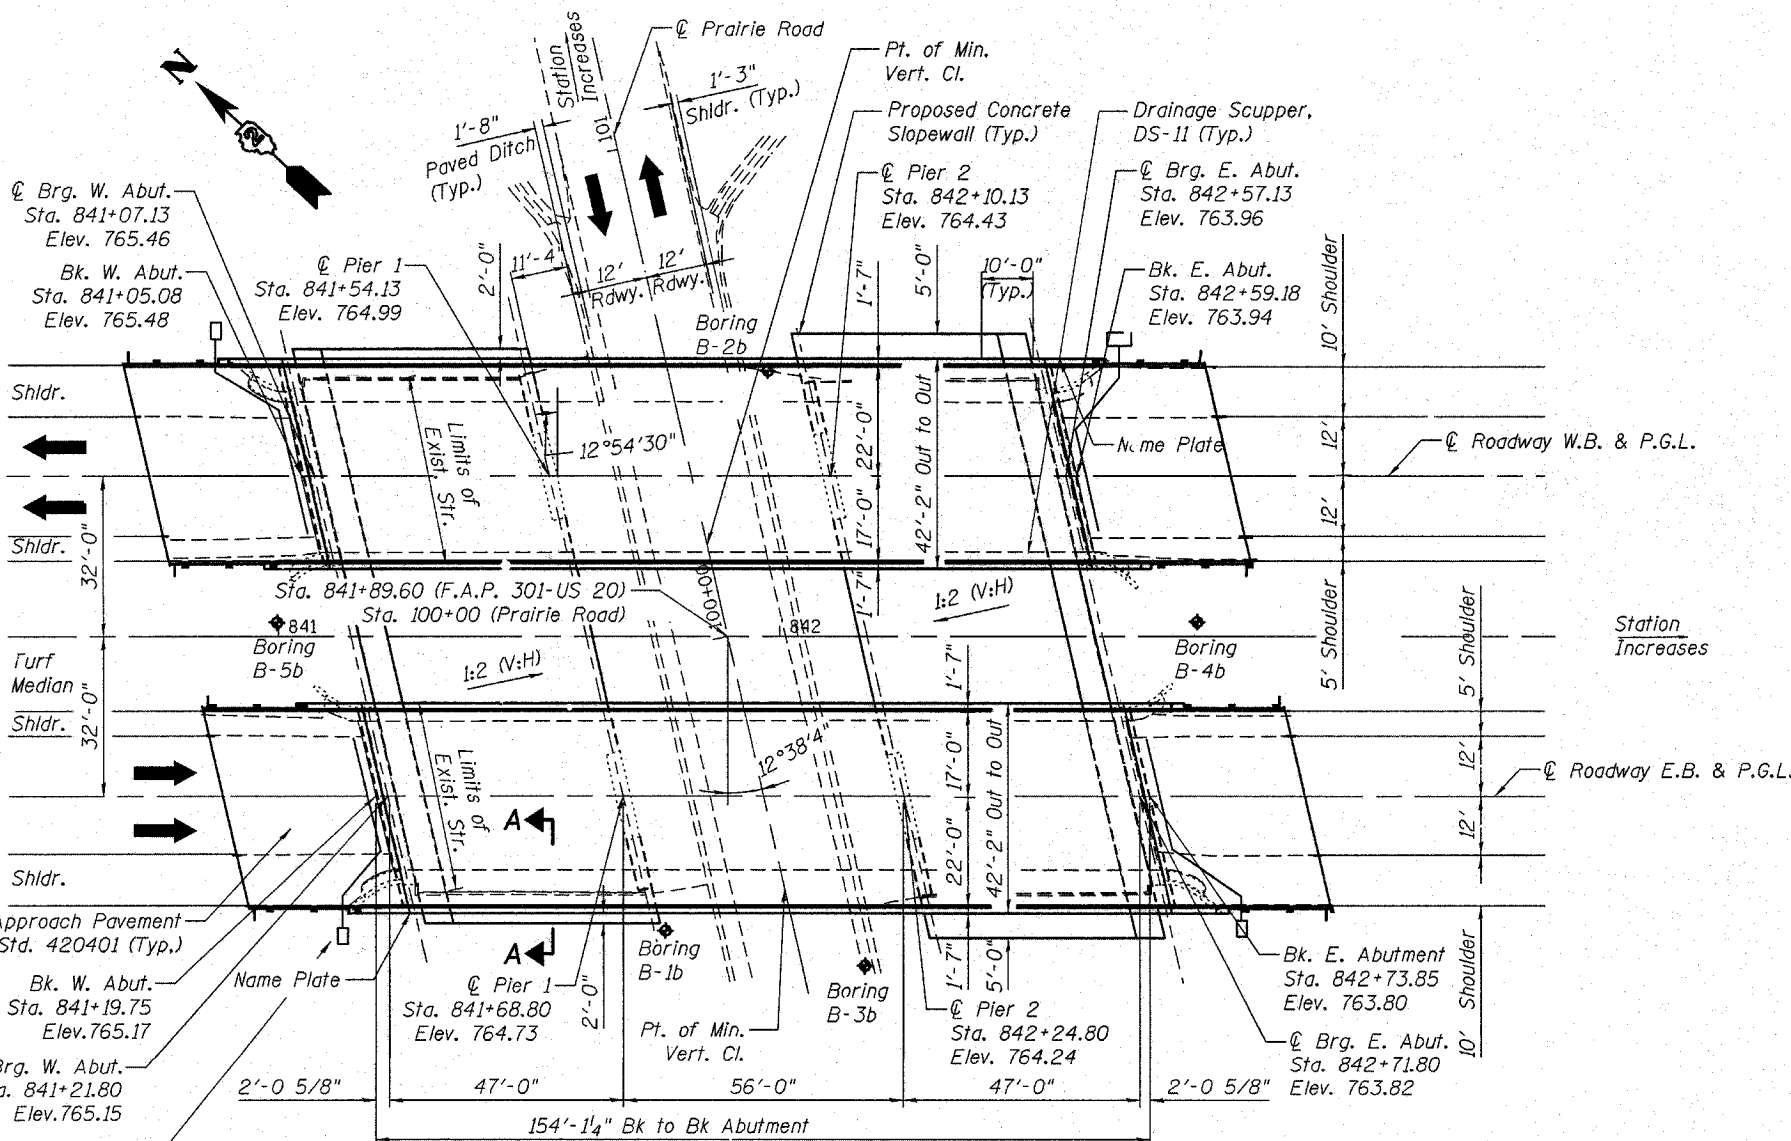 N
2
Station
Increases
101
℄ Prairie Road
1'-3"
Shldr. (Typ.)
1'-8"
Paved Ditch
(Typ.)
Pt. of Min.
Vert. Cl.
Proposed Concrete
Slopewall (Typ.)
Drainage Scupper,
DS-11 (Typ.)
℄ Pier 2
Sta. 842+10.13
Elev. 764.43
℄ Brg. E. Abut.
Sta. 842+57.13
Elev. 763.96
℄ Brg. W. Abut.
Sta. 841+07.13
Elev. 765.46
Bk. W. Abut.
Sta. 841+05.08
Elev. 765.48
℄ Pier 1
Sta. 841+54.13
Elev. 764.99
2'-0"
11'-4"
12'
Rdwy.
12'
Rdwy.
Boring
B-2b
1'-7"
5'-0"
10'-0"
(Typ.)
Bk. E. Abut.
Sta. 842+59.18
Elev. 763.94
10' Shoulder
Shldr.
Limits of
Exist. Str.
12°54'30"
22'-0"
42'-2" Out to Out
Name Plate
12'
℄ Roadway W.B. & P.G.L.
17'-0"
12'
Shldr.
32'-0"
Sta. 841+89.60 (F.A.P. 301-US 20)
Sta. 100+00 (Prairie Road)
100+00
1'-7"
1:2 (V:H)
5' Shoulder
841
Boring
B-5b
842
Boring
B-4b
Station
Increases
Turf
Median
1:2 (V:H)
32'-0"
1'-7"
5' Shoulder
Shldr.
Limits of
Exist. Str.
12°38'4"
17'-0"
42'-2" Out to Out
12'
℄ Roadway E.B. & P.G.L.
A
22'-0"
12'
Shldr.
Approach Pavement
Std. 420401 (Typ.)
Name Plate
A
2'-0"
Boring
B-1b
1'-7"
5'-0"
10' Shoulder
Bk. W. Abut.
Sta. 841+19.75
Elev.765.17
℄ Pier 1
Sta. 841+68.80
Elev. 764.73
Pt. of Min.
Vert. Cl.
Boring
B-3b
℄ Pier 2
Sta. 842+24.80
Elev. 764.24
Bk. E. Abutment
Sta. 842+73.85
Elev. 763.80
℄ Brg. E. Abut.
Sta. 842+71.80
Elev. 763.82
Brg. W. Abut.
a. 841+21.80
Elev.765.15
2'-0 5/8"
47'-0"
56'-0"
47'-0"
2'-0 5/8"
154'-1¼" Bk to Bk Abutment